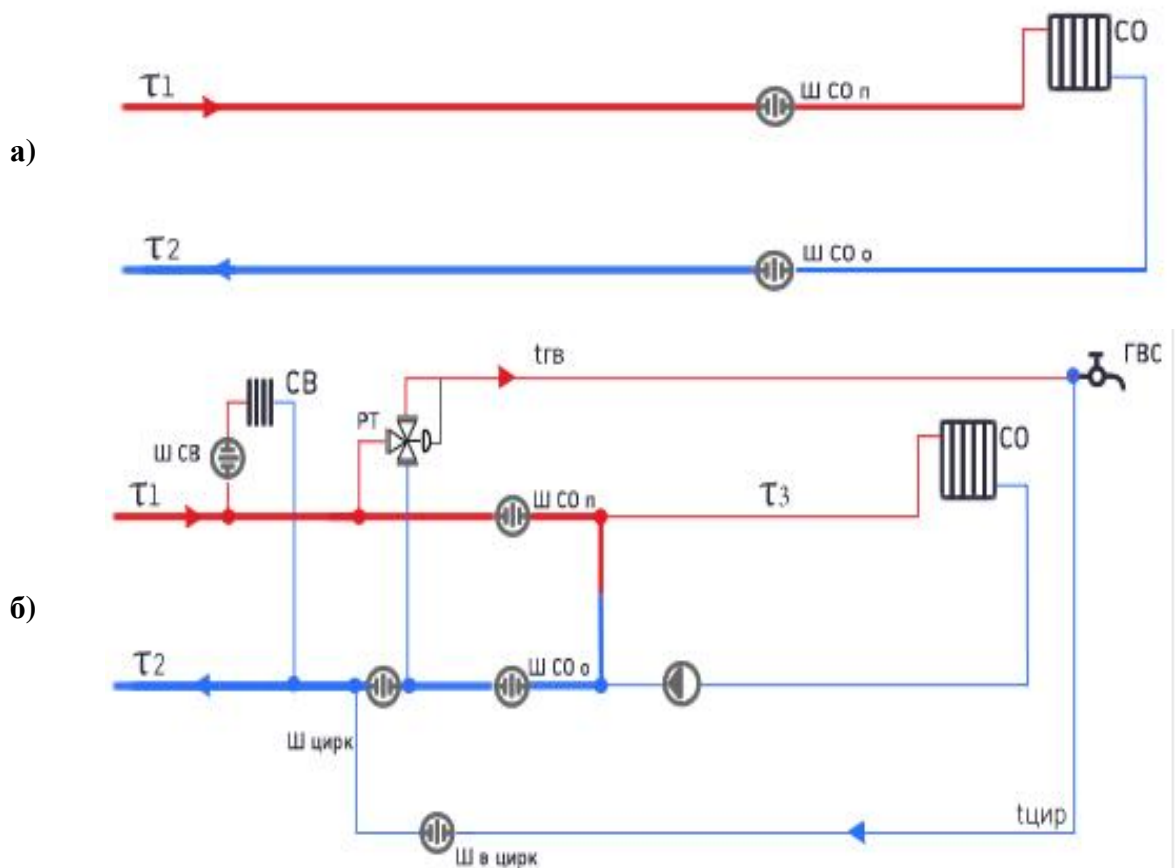 а)
τ1
Ш СО п
СО
τ2
Ш СО о
б)
tгв
ГВС
СВ
РТ
СО
Ш СВ
τ1
Ш СО п
τ3
τ2
Ш СО о
Ш цирк
tцир
Ш в цирк